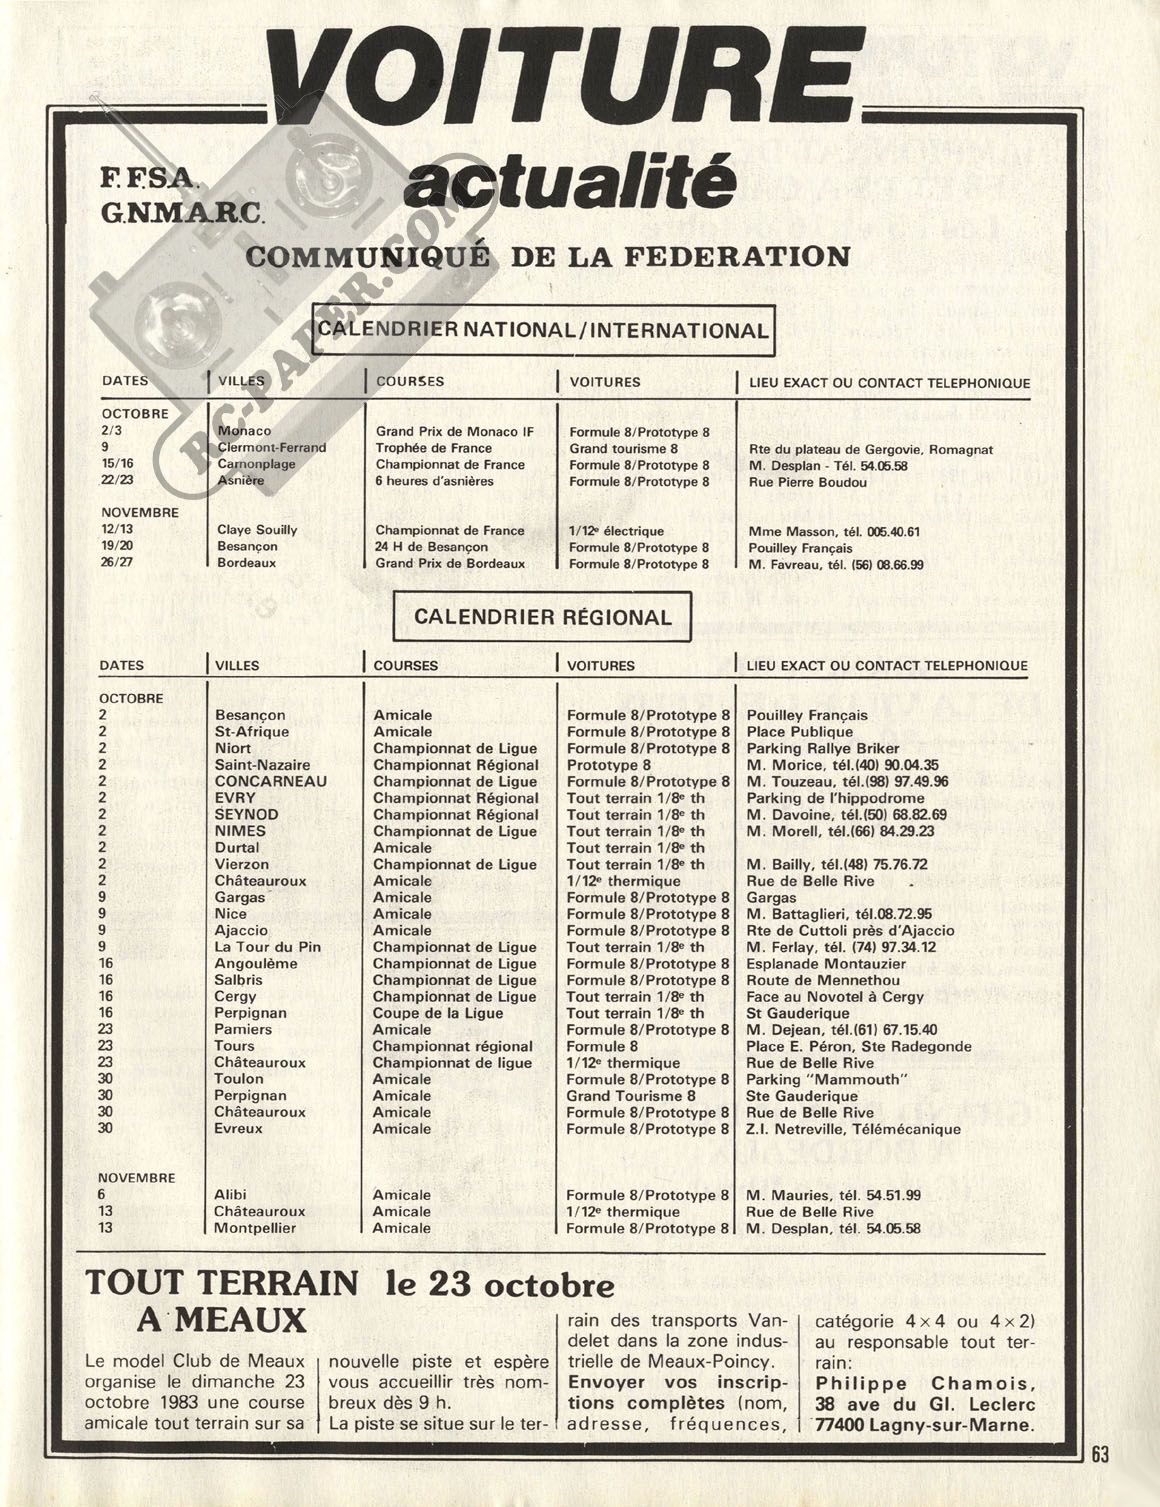 VOITURE
actualité
F.F.S.A.
G.N.M.A.R.C.
COMMUNIQUÉ DE LA FEDERATION
RC-PAPER.COM
CALENDRIER NATIONAL/INTERNATIONAL
DATES VILLES COURSES VOITURES LIEU EXACT OU CONTACT TELEPHONIQUE
OCTOBRE
2/3 Monaco Grand Prix de Monaco IF Formule 8/Prototype 8
9 Clermont-Ferrand Trophée de France Grand tourisme 8 Rte du plateau de Gergovie, Romagnat
15/16 Carnonplage Championnat de France Formule 8/Prototype 8 M. Desplan - Tél. 54.05.58
22/23 Asnière 6 heures d'asnières Formule 8/Prototype 8 Rue Pierre Boudou
NOVEMBRE
12/13 Claye Souilly Championnat de France 1/12e électrique Mme Masson, tél. 005.40.61
19/20 Besançon 24 H de Besançon Formule 8/Prototype 8 Pouilley Français
26/27 Bordeaux Grand Prix de Bordeaux Formule 8/Prototype 8 M. Favreau, tél. (56) 08.66.99
CALENDRIER RÉGIONAL
DATES VILLES COURSES VOITURES LIEU EXACT OU CONTACT TELEPHONIQUE
OCTOBRE
2 Besançon Amicale Formule 8/Prototype 8 Pouilley Français
2 St-Afrique Amicale Formule 8/Prototype 8 Place Publique
2 Niort Championnat de Ligue Formule 8/Prototype 8 Parking Rallye Briker
2 Saint-Nazaire Championnat Régional Prototype 8 M. Morice, tél.(40) 90.04.35
2 CONCARNEAU Championnat de Ligue Formule 8/Prototype 8 M. Touzeau, tél.(98) 97.49.96
2 EVRY Championnat Régional Tout terrain 1/8e th Parking de l'hippodrome
2 SEYNOD Championnat Régional Tout terrain 1/8e th M. Davoine, tél.(50) 68.82.69
2 NIMES Championnat de Ligue Tout terrain 1/8e th M. Morell, tél.(66) 84.29.23
2 Durtal Amicale Tout terrain 1/8e th
2 Vierzon Championnat de Ligue Tout terrain 1/8e th M. Bailly, tél.(48) 75.76.72
2 Châteauroux Amicale 1/12e thermique Rue de Belle Rive
9 Gargas Amicale Formule 8/Prototype 8 Gargas
9 Nice Amicale Formule 8/Prototype 8 M. Battaglieri, tél.08.72.95
9 Ajaccio Amicale Formule 8/Prototype 8 Rte de Cuttoli près d'Ajaccio
9 La Tour du Pin Championnat de Ligue Tout terrain 1/8e th M. Ferlay, tél. (74) 97.34.12
16 Angoulème Championnat de Ligue Formule 8/Prototype 8 Esplanade Montauzier
16 Salbris Championnat de Ligue Formule 8/Prototype 8 Route de Mennethou
16 Cergy Championnat de Ligue Tout terrain 1/8e th Face au Novotel à Cergy
16 Perpignan Coupe de la Ligue Tout terrain 1/8e th St Gauderique
23 Pamiers Amicale Formule 8/Prototype 8 M. Dejean, tél.(61) 67.15.40
23 Tours Championnat régional Formule 8 Place E. Péron, Ste Radegonde
23 Châteauroux Championnat de ligue 1/12e thermique Rue de Belle Rive
30 Toulon Amicale Formule 8/Prototype 8 Parking "Mammouth"
30 Perpignan Amicale Grand Tourisme 8 Ste Gauderique
30 Châteauroux Amicale Formule 8/Prototype 8 Rue de Belle Rive
30 Evreux Amicale Formule 8/Prototype 8 Z.I. Netreville, Télémécanique
NOVEMBRE
6 Alibi Amicale Formule 8/Prototype 8 M. Mauries, tél. 54.51.99
13 Châteauroux Amicale 1/12e thermique Rue de Belle Rive
13 Montpellier Amicale Formule 8/Prototype 8 M. Desplan, tél. 54.05.58
TOUT TERRAIN le 23 octobre
A MEAUX
Le model Club de Meaux
organise le dimanche 23
octobre 1983 une course
amicale tout terrain sur sa
nouvelle piste et espère
vous accueillir très nom-
breux dès 9 h.
La piste se situe sur le ter-
rain des transports Van-
delet dans la zone indus-
trielle de Meaux-Poincy.
Envoyer vos inscrip-
tions complètes (nom,
adresse, fréquences,
catégorie 4 x 4 ou 4 x 2)
au responsable tout ter-
rain:
Philippe Chamois,
38 ave du Gl. Leclerc
77400 Lagny-sur-Marne.
63